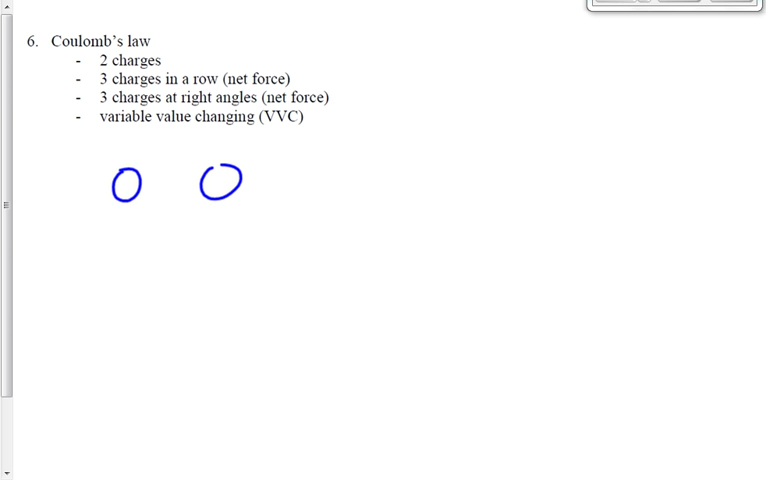 6. Coulomb's law
- 2 charges
- 3 charges in a row (net force)
- 3 charges at right angles (net force)
- variable value changing (VVC)